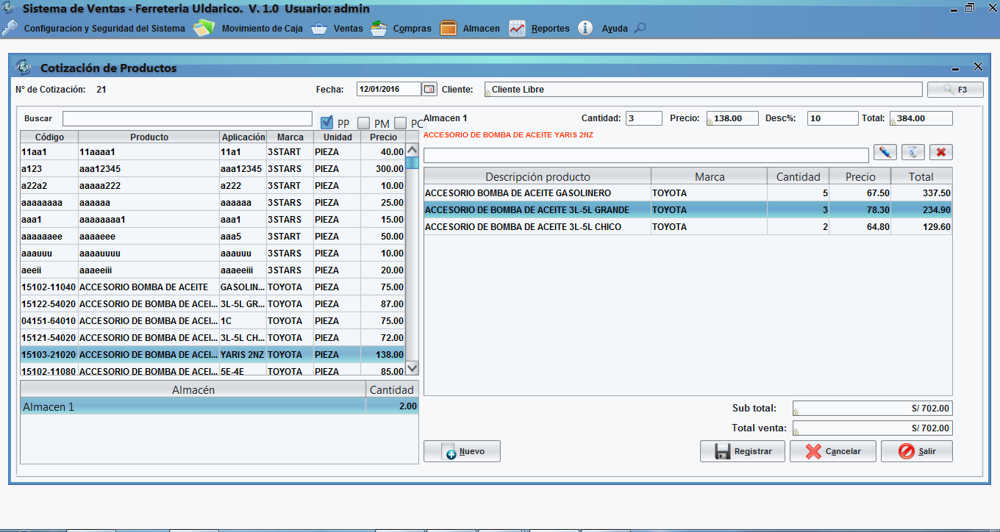 Sistema de Ventas - Ferreteria Uldarico. V. 1.0 Usuario: admin
Configuracion y Seguridad del Sistema Movimiento de Caja Ventas Compras Almacen Reportes Ayuda
Cotización de Productos
Nº de Cotización: 21 Fecha: 12/01/2016 Cliente: Cliente Libre F3
Buscar PP PM PC Almacen 1 Cantidad: 3 Precio: 138.00 Desc%: 10 Total: 384.00
ACCESORIO DE BOMBA DE ACEITE YARIS 2NZ
Código Producto Aplicación Marca Unidad Precio
11aa1 11aaaa1 11a1 3START PIEZA 40.00
a123 aaa12345 aaa12345 3STARS PIEZA 300.00
a22a2 aaaaa222 a222 3START PIEZA 10.00
aaaaaaaa aaaaaa aaaaaa 3STARS PIEZA 25.00
aaa1 aaaaaaaa1 aaa1 3STARS PIEZA 15.00
aaaaaaee aaaaeee aaa5 3START PIEZA 50.00
aaauuu aaaauuuu aaauuu 3STARS PIEZA 10.00
aeeii aaaeeiii aaaeeiii 3STARS PIEZA 20.00
15102-11040 ACCESORIO BOMBA DE ACEITE GASOLIN... TOYOTA PIEZA 75.00
15122-54020 ACCESORIO DE BOMBA DE ACEI... 3L-5L GR... TOYOTA PIEZA 87.00
04151-64010 ACCESORIO DE BOMBA DE ACEI... 1C TOYOTA PIEZA 75.00
15121-54020 ACCESORIO DE BOMBA DE ACEI... 3L-5L CH... TOYOTA PIEZA 72.00
15103-21020 ACCESORIO DE BOMBA DE ACEI... YARIS 2NZ TOYOTA PIEZA 138.00
15102-11080 ACCESORIO DE BOMBA DE ACEI... 5E-4E TOYOTA PIEZA 85.00
Almacén Cantidad
Almacen 1 2.00
Descripción producto Marca Cantidad Precio Total
ACCESORIO BOMBA DE ACEITE GASOLINERO TOYOTA 5 67.50 337.50
ACCESORIO DE BOMBA DE ACEITE 3L-5L GRANDE TOYOTA 3 78.30 234.90
ACCESORIO DE BOMBA DE ACEITE 3L-5L CHICO TOYOTA 2 64.80 129.60
Sub total: S/ 702.00
Total venta: S/ 702.00
Nuevo Registrar Cancelar Salir